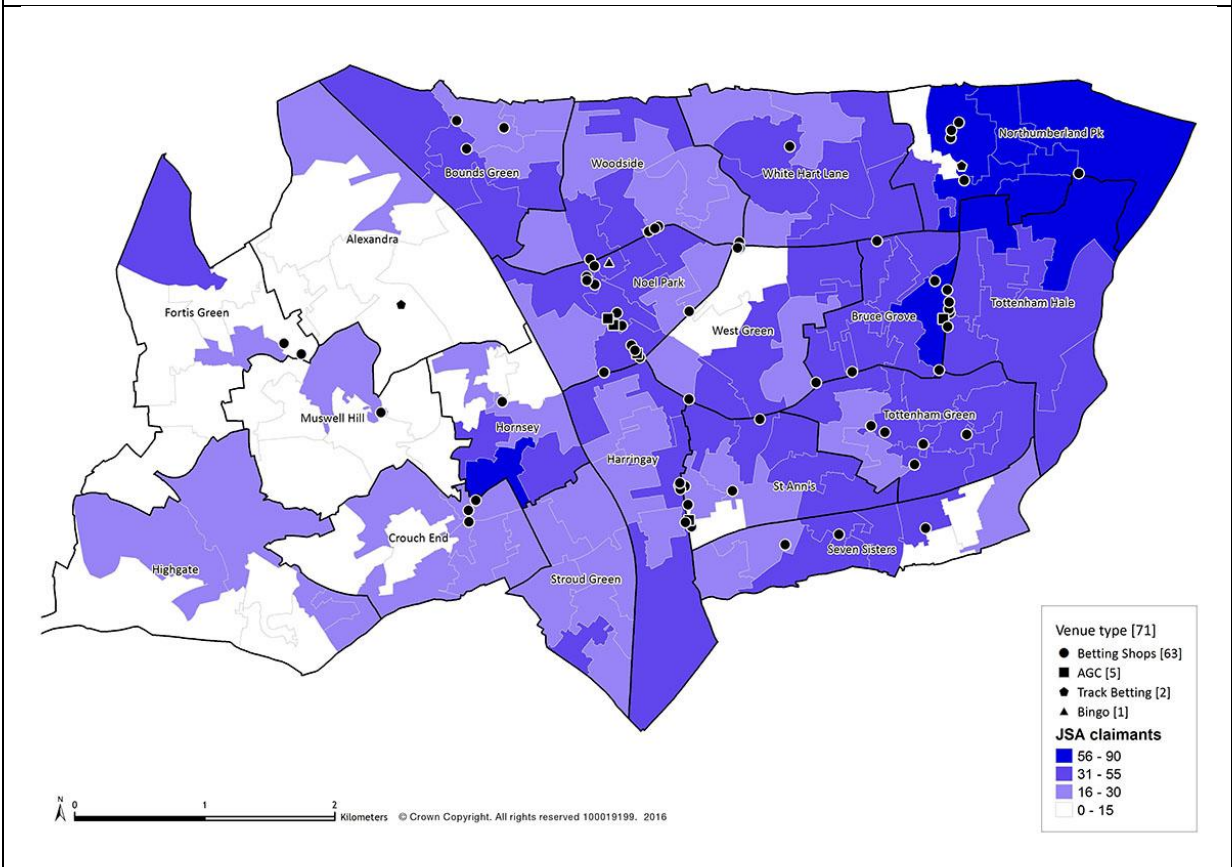 Northumberland Pk
Woodside
Bounds Green
White Hart Lane
Alexandra
Noel Park
Tottenham Hale
Fortis Green
West Green
Bruce Grove
Muswell Hill
Tottenham Green
Hornsey
Harringay
St Ann's
Crouch End
Seven Sisters
Highgate
Stroud Green
Venue type [71]
Betting Shops [63]
AGC [5]
Track Betting [2]
Bingo [1]
JSA claimants
56 - 90
31 - 55
16 - 30
0 - 15
N
0 1 2
Kilometers © Crown Copyright. All rights reserved 100019199. 2016